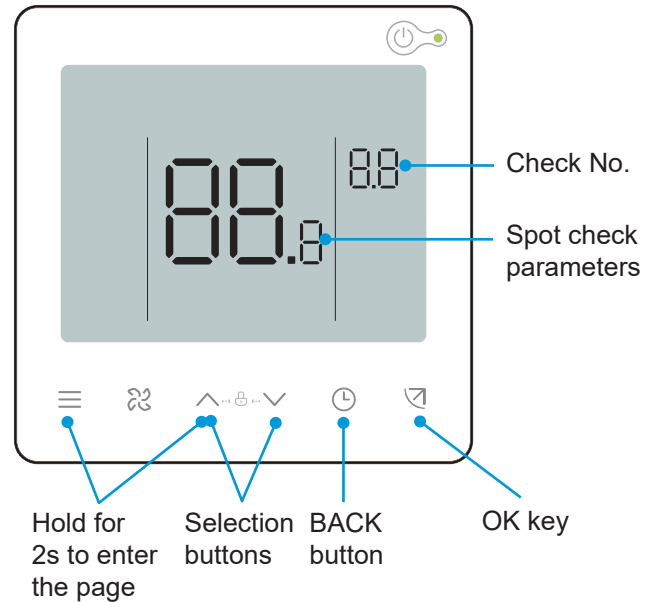 88.8
8.8
Check No.
Spot check
parameters
Hold for
2s to enter
the page
Selection
buttons
BACK
button
OK key